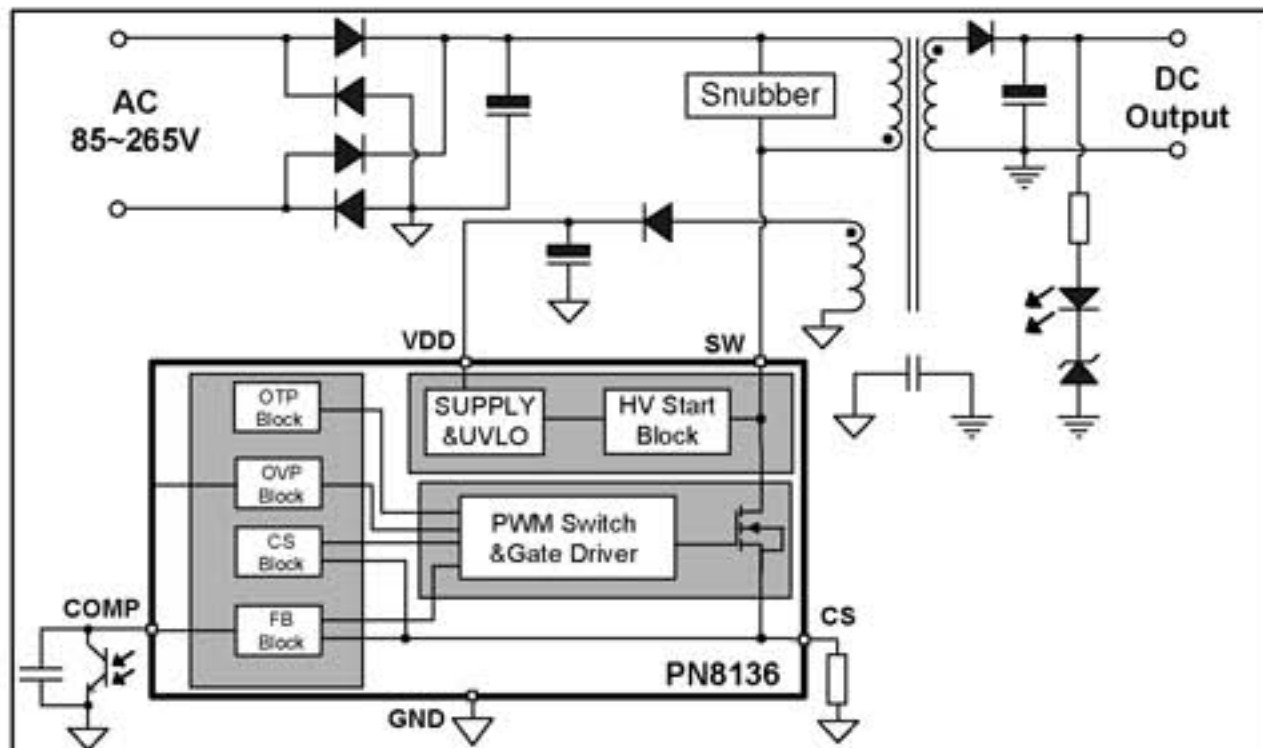 AC
85~265V
Snubber
DC
Output
VDD
SW
OTP
Block
SUPPLY
&UVLO
HV Start
Block
OVP
Block
PWM Switch
&Gate Driver
CS
Block
COMP
FB
Block
CS
PN8136
GND